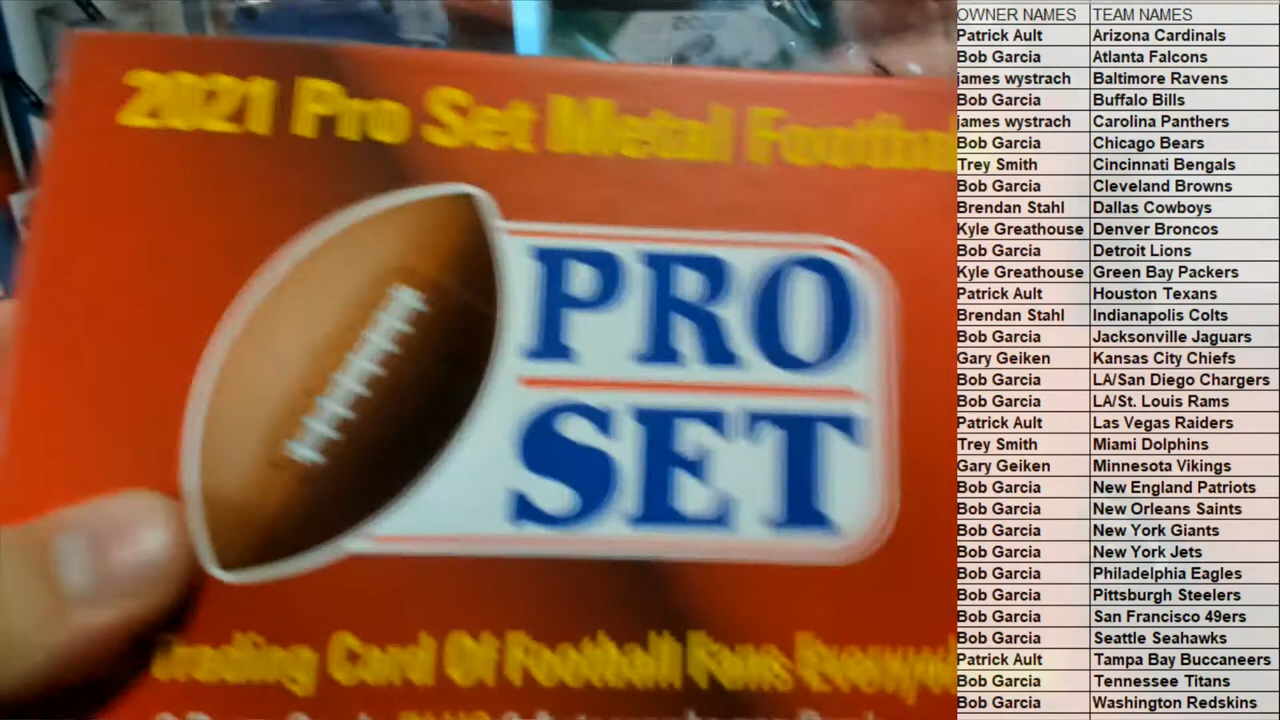 2021 Pro Set Metal
PRO
SET
Card Of Football Fans
OWNER NAMES TEAM NAMES
Patrick Ault Arizona Cardinals
Bob Garcia Atlanta Falcons
james wystrach Baltimore Ravens
Bob Garcia Buffalo Bills
james wystrach Carolina Panthers
Bob Garcia Chicago Bears
Trey Smith Cincinnati Bengals
Bob Garcia Cleveland Browns
Brendan Stahl Dallas Cowboys
Kyle Greathouse Denver Broncos
Bob Garcia Detroit Lions
Kyle Greathouse Green Bay Packers
Patrick Ault Houston Texans
Brendan Stahl Indianapolis Colts
Bob Garcia Jacksonville Jaguars
Gary Geiken Kansas City Chiefs
Bob Garcia LA/San Diego Chargers
Bob Garcia LA/St. Louis Rams
Patrick Ault Las Vegas Raiders
Trey Smith Miami Dolphins
Gary Geiken Minnesota Vikings
Bob Garcia New England Patriots
Bob Garcia New Orleans Saints
Bob Garcia New York Giants
Bob Garcia New York Jets
Bob Garcia Philadelphia Eagles
Bob Garcia Pittsburgh Steelers
Bob Garcia San Francisco 49ers
Bob Garcia Seattle Seahawks
Patrick Ault Tampa Bay Buccaneers
Bob Garcia Tennessee Titans
Bob Garcia Washington Redskins